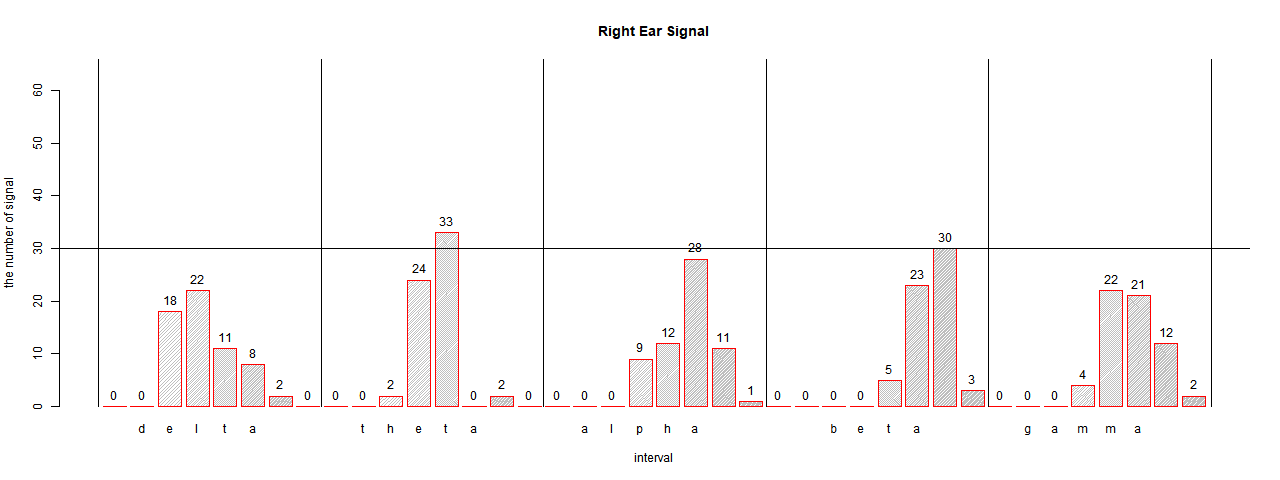 Right Ear Signal
the number of signal
60
50
40
30
20
10
0
0 0 18 22 11 8 2 0 0 0 2 24 33 0 2 0 0 0 0 9 12 28 11 1 0 0 0 0 5 23 30 3 0 0 0 4 22 21 12 2
d e l t a t h e t a a l p h a b e t a g a m m a
interval